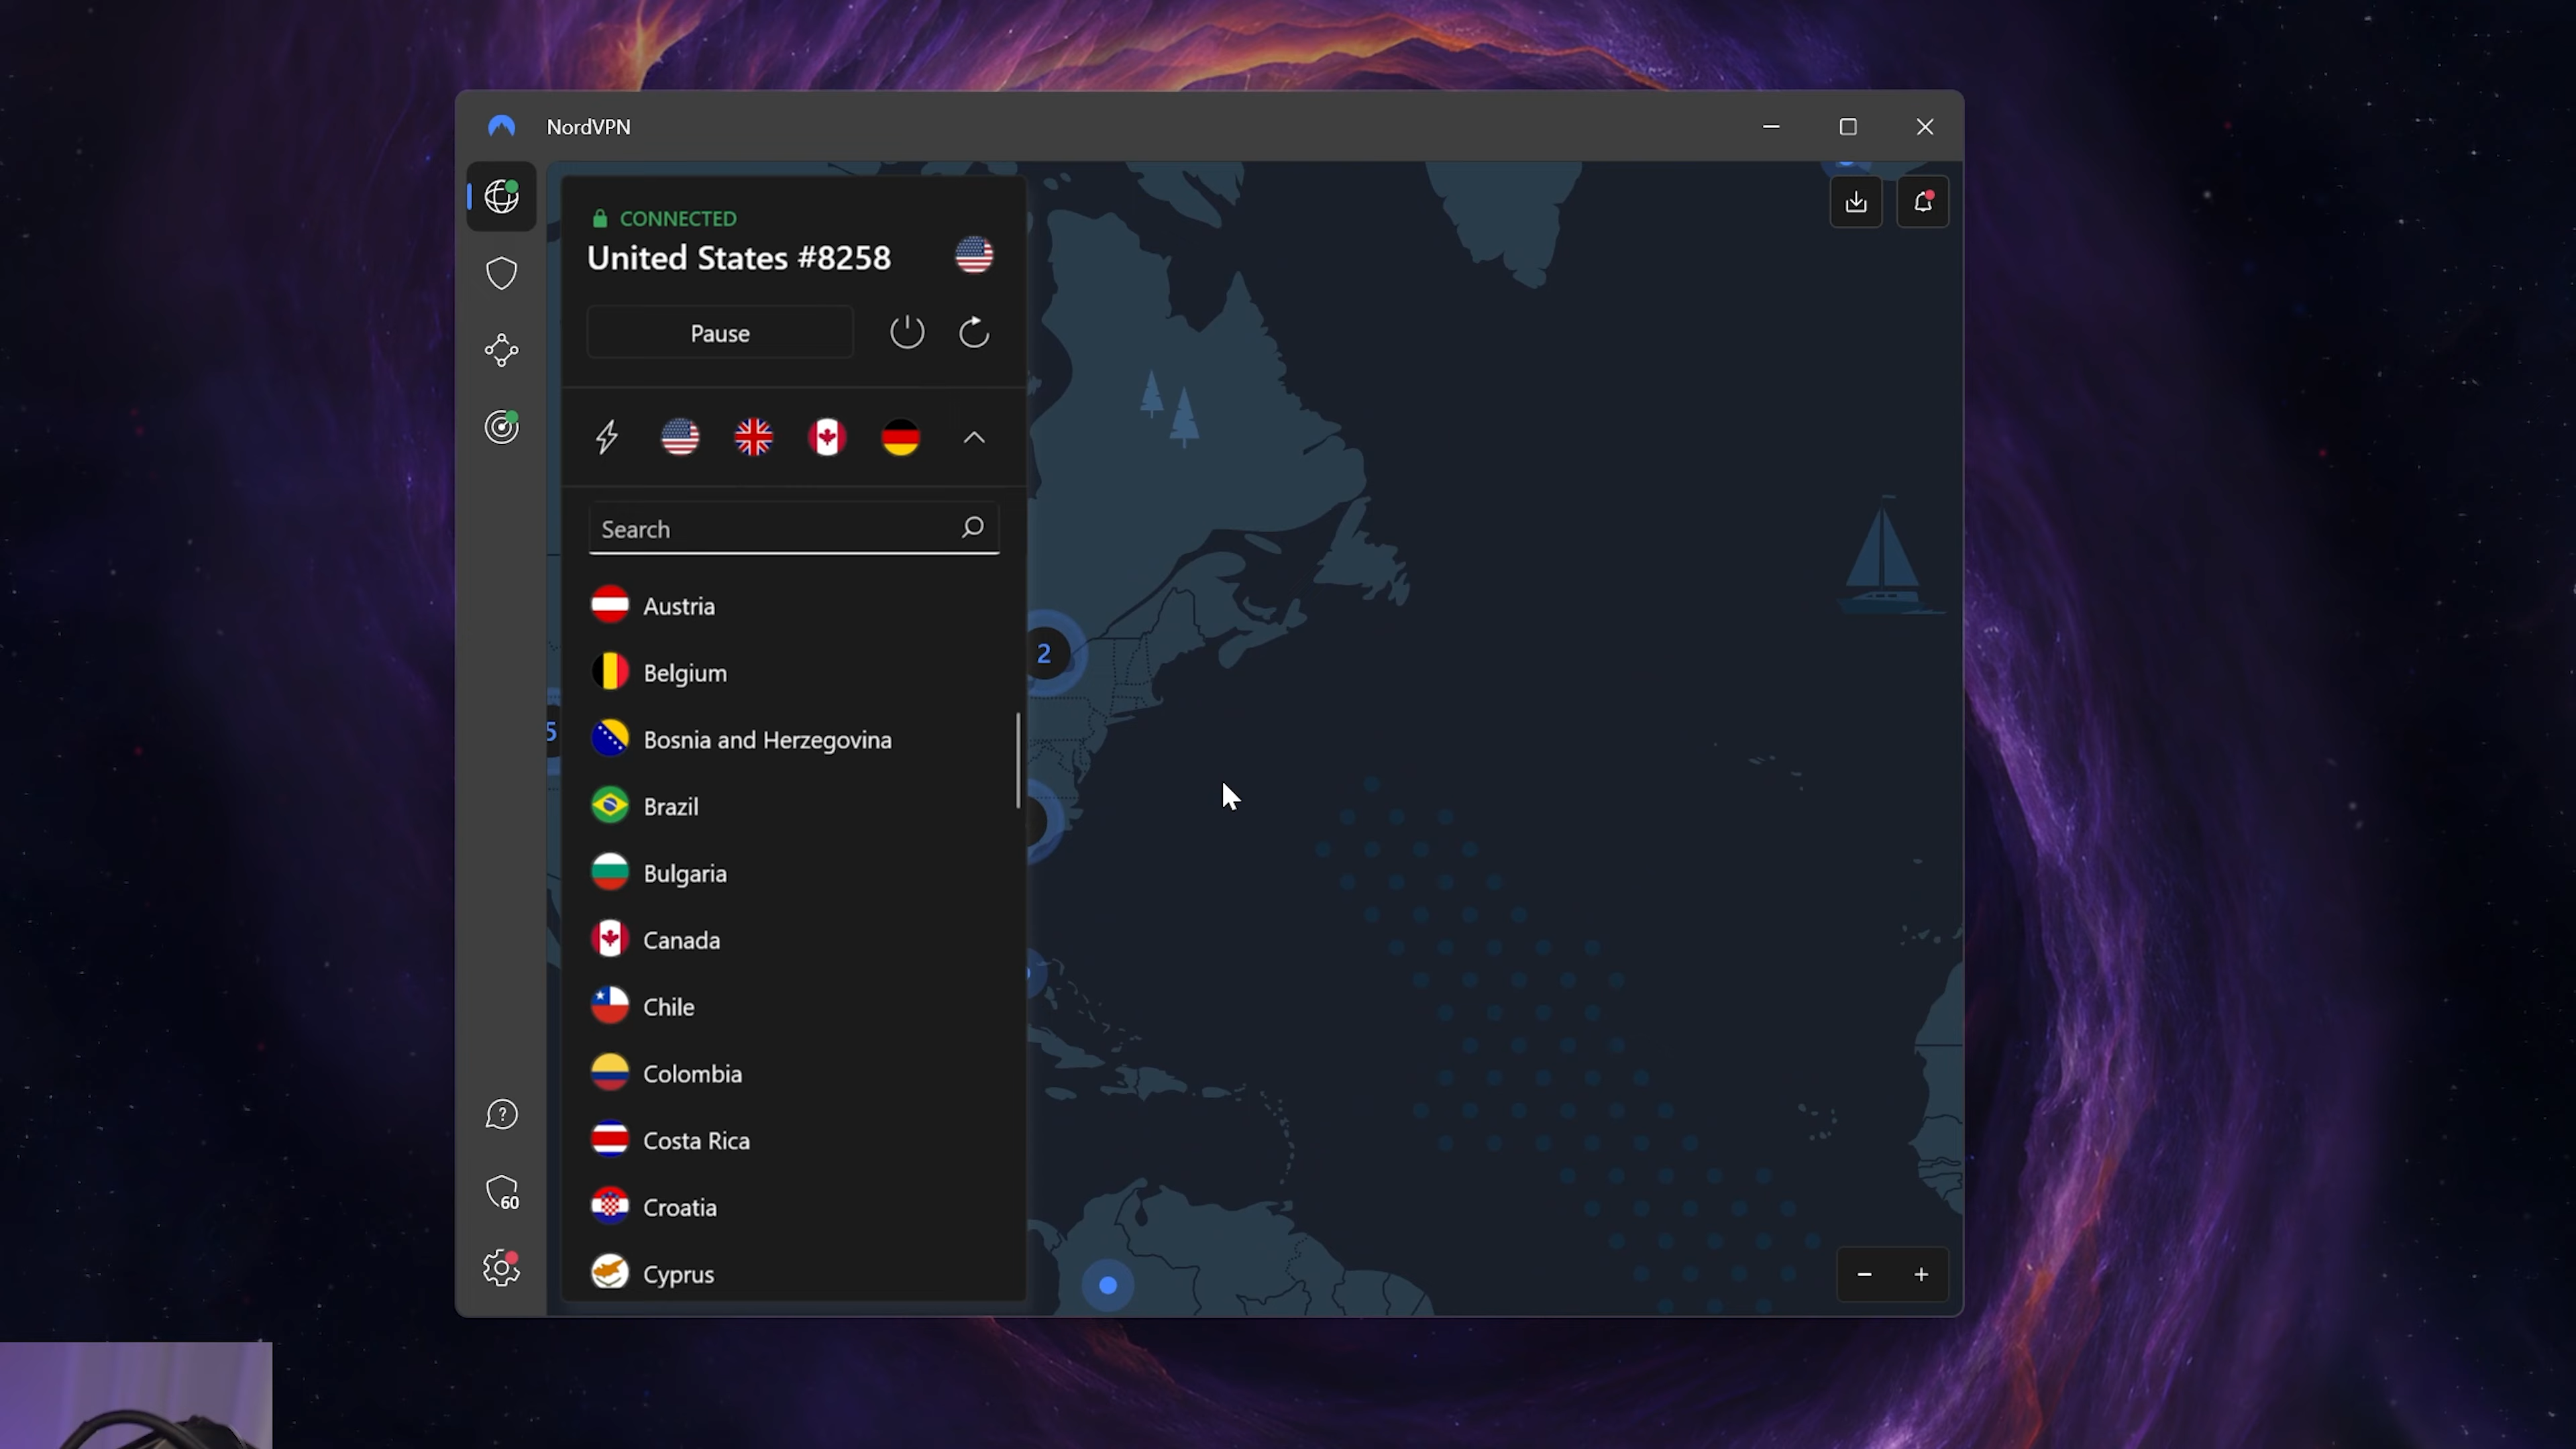 NordVPN
CONNECTED
United States #8258
Pause
Search
Austria
Belgium
Bosnia and Herzegovina
Brazil
Bulgaria
Canada
Chile
Colombia
Costa Rica
Croatia
Cyprus
2
5
60